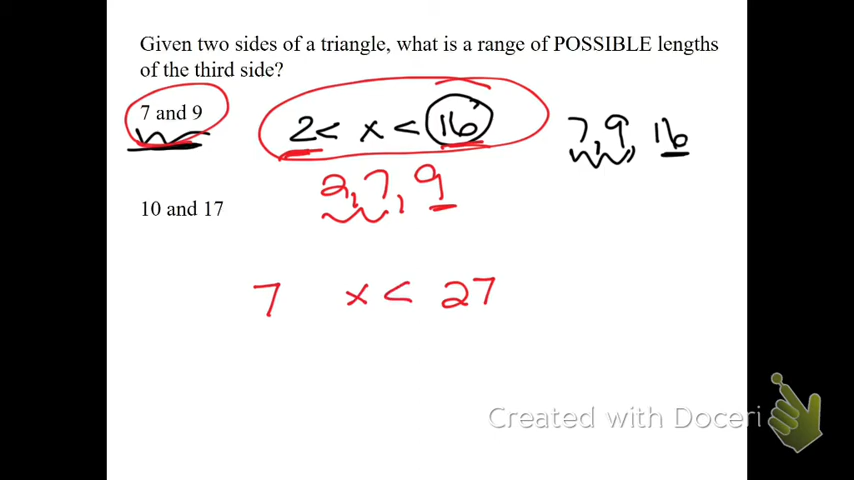 Given two sides of a triangle, what is a range of POSSIBLE lengths
of the third side?
7 and 9
2 < x < 16
7, 9, 16
2, 7, 9
10 and 17
7 x < 27
Created with Doceri